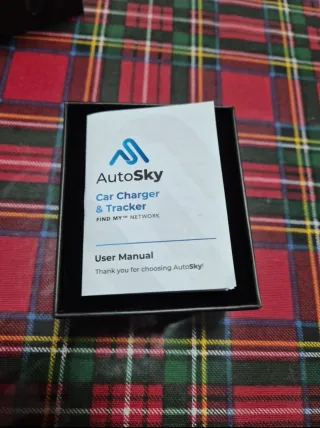 AutoSky
Car Charger
& Tracker
FIND MY™ NETWORK
User Manual
Thank you for choosing AutoSky!